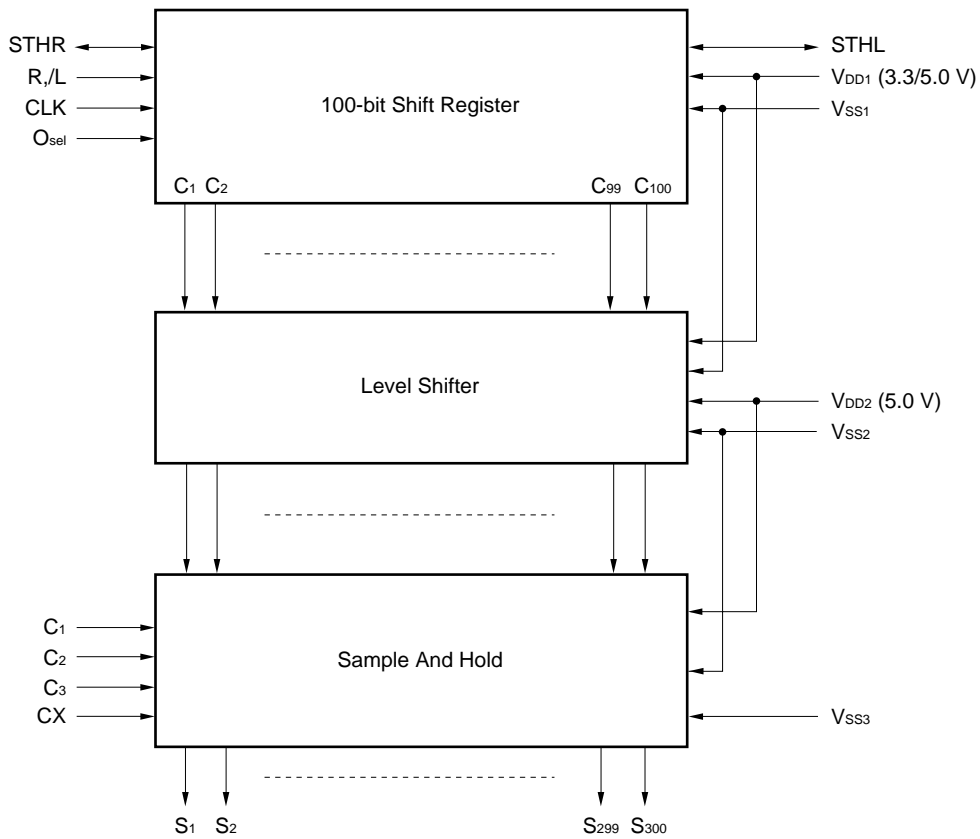 STHR
STHL
R,/L
VDD1 (3.3/5.0 V)
100-bit Shift Register
CLK
VSS1
Osel
C1 C2 C99 C100
Level Shifter
VDD2 (5.0 V)
VSS2
C1
C2
Sample And Hold
C3
CX
VSS3
S1 S2 S299 S300